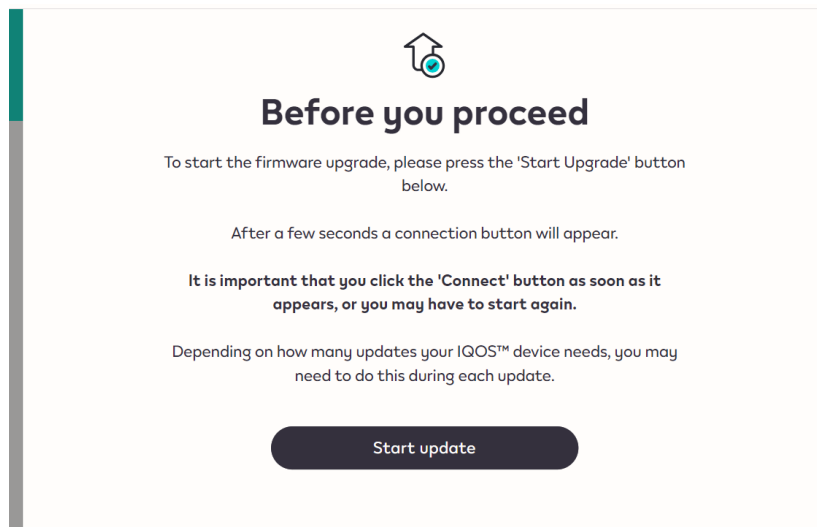 Before you proceed
To start the firmware upgrade, please press the 'Start Upgrade' button
below.
After a few seconds a connection button will appear.
It is important that you click the 'Connect' button as soon as it
appears, or you may have to start again.
Depending on how many updates your IQOS™ device needs, you may
need to do this during each update.
Start update